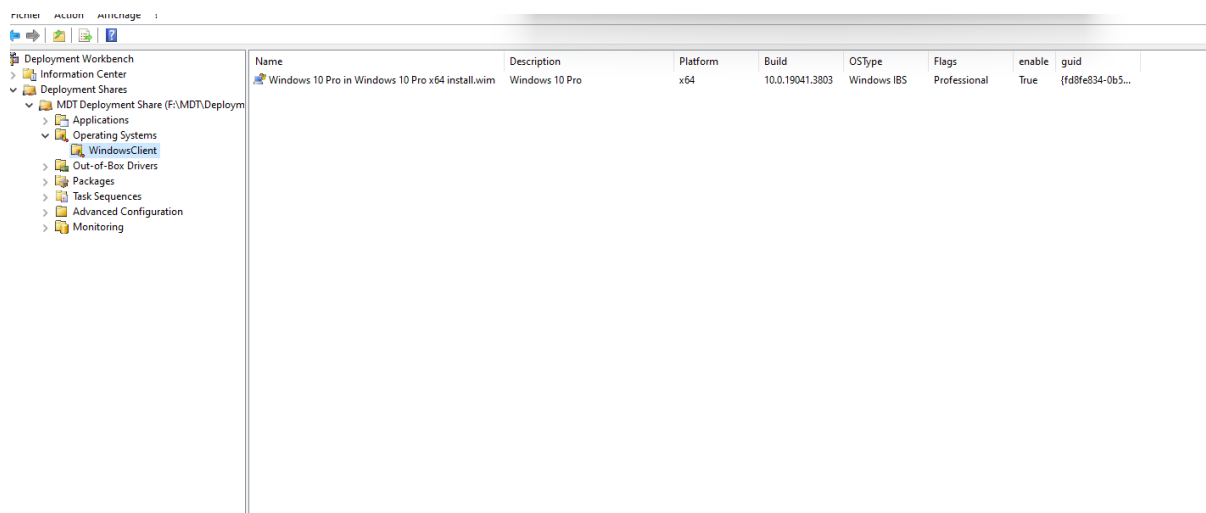 Fichier Action Affichage ?
Deployment Workbench
Information Center
Deployment Shares
MDT Deployment Share (F:\MDT\Deploym
Applications
Operating Systems
WindowsClient
Out-of-Box Drivers
Packages
Task Sequences
Advanced Configuration
Monitoring
Name Description Platform Build OSType Flags enable guid
Windows 10 Pro in Windows 10 Pro x64 install.wim Windows 10 Pro x64 10.0.19041.3803 Windows IBS Professional True {fd8fe834-0b5...